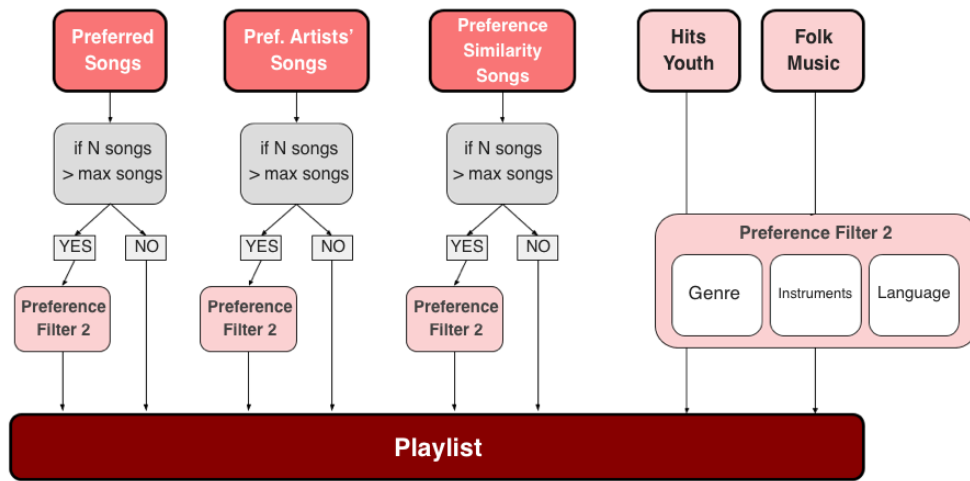 Preferred
Songs
Pref. Artists'
Songs
Preference
Similarity
Songs
Hits
Youth
Folk
Music
if N songs
> max songs
if N songs
> max songs
if N songs
> max songs
YES
NO
YES
NO
YES
NO
Preference
Filter 2
Preference
Filter 2
Preference
Filter 2
Preference Filter 2
Genre
Instruments
Language
Playlist